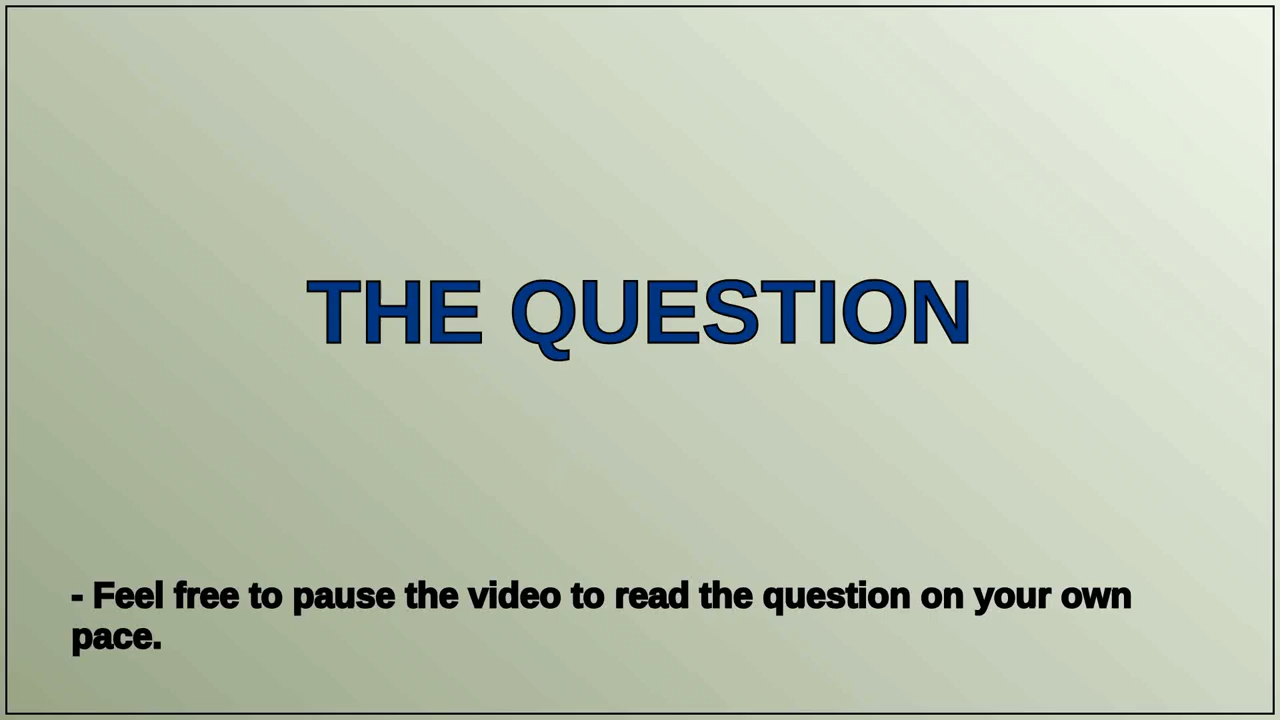 THE QUESTION
- Feel free to pause the video to read the question on your own
pace.